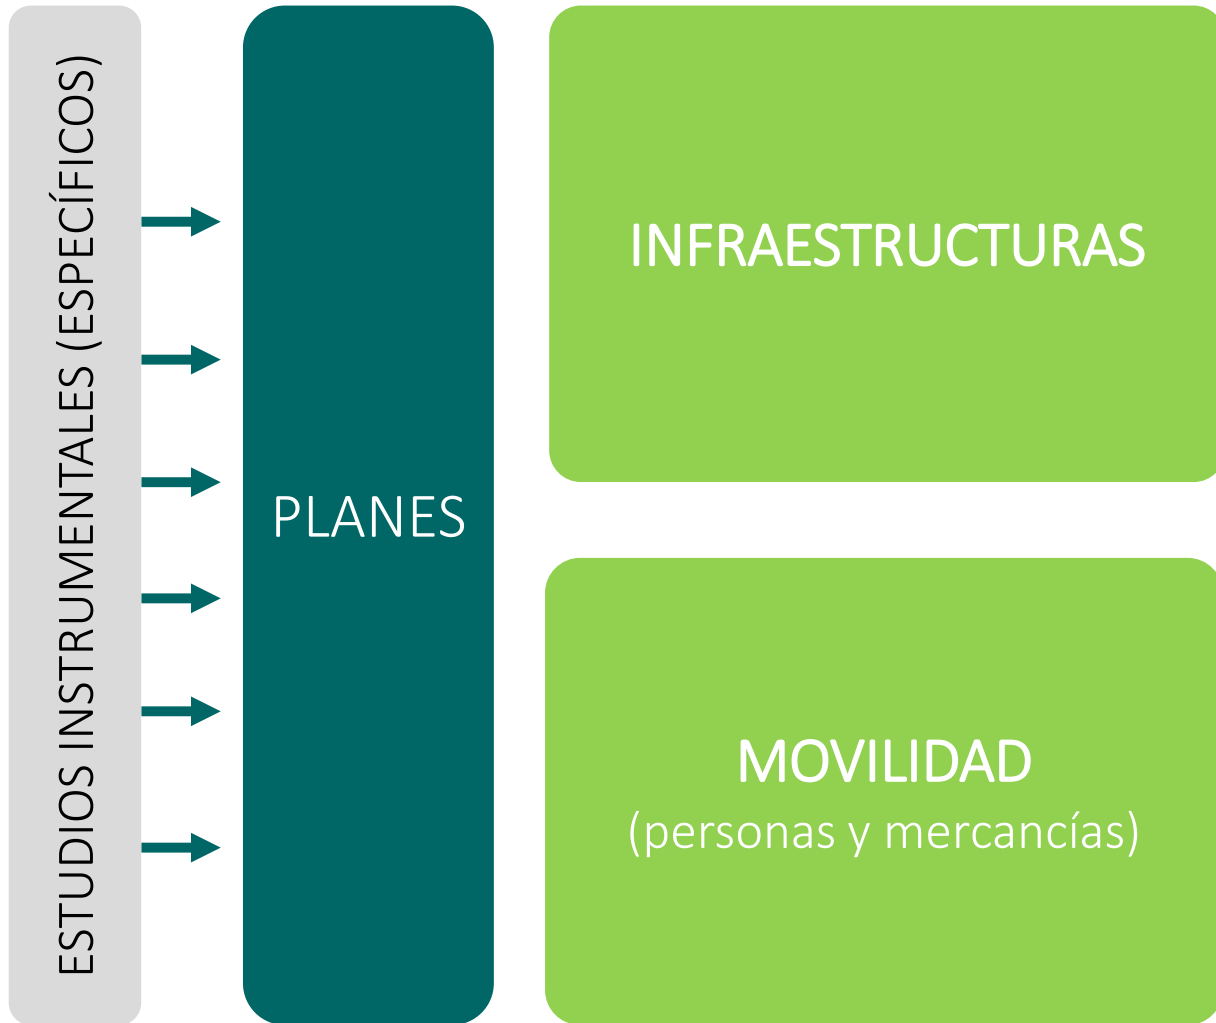 ESTUDIOS INSTRUMENTALES (ESPECÍFICOS)
PLANES
INFRAESTRUCTURAS
MOVILIDAD
(personas y mercancías)